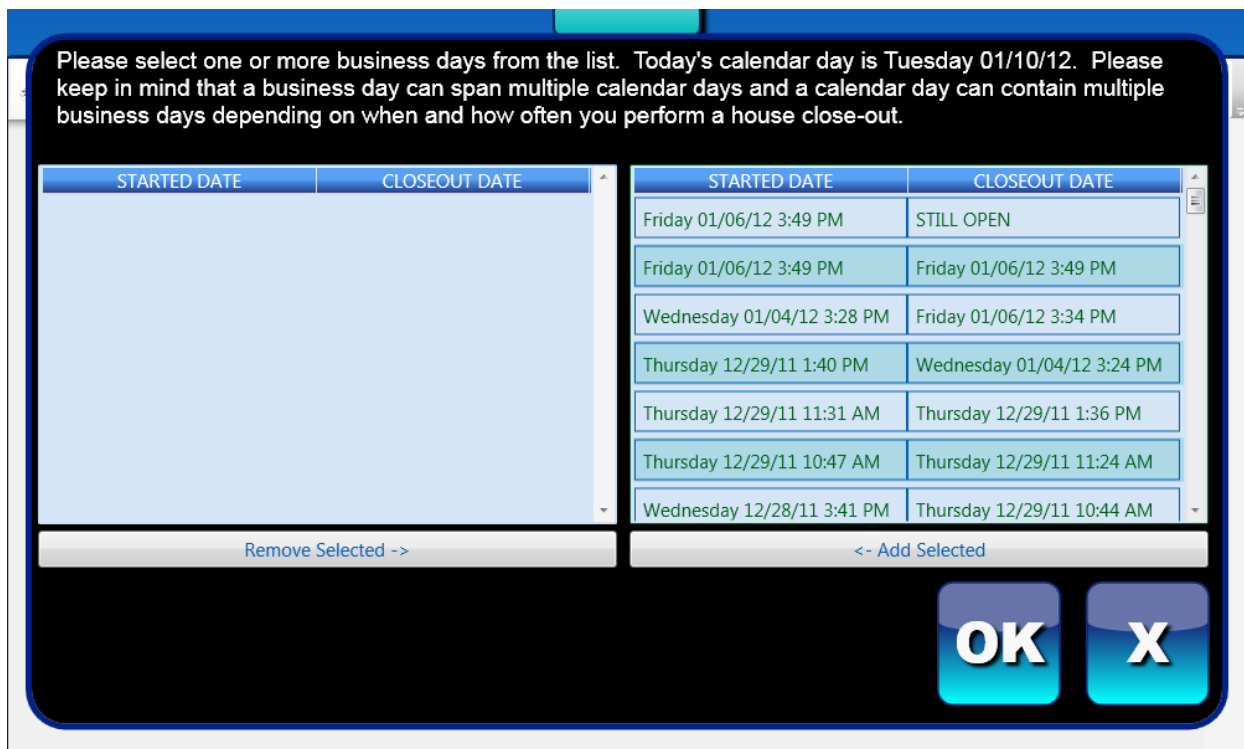 Please select one or more business days from the list.  Today's calendar day is Tuesday 01/10/12.  Please
keep in mind that a business day can span multiple calendar days and a calendar day can contain multiple
business days depending on when and how often you perform a house close-out.
STARTED DATE CLOSEOUT DATE
STARTED DATE CLOSEOUT DATE
Friday 01/06/12 3:49 PM STILL OPEN
Friday 01/06/12 3:49 PM Friday 01/06/12 3:49 PM
Wednesday 01/04/12 3:28 PM Friday 01/06/12 3:34 PM
Thursday 12/29/11 1:40 PM Wednesday 01/04/12 3:24 PM
Thursday 12/29/11 11:31 AM Thursday 12/29/11 1:36 PM
Thursday 12/29/11 10:47 AM Thursday 12/29/11 11:24 AM
Wednesday 12/28/11 3:41 PM Thursday 12/29/11 10:44 AM
Remove Selected ->
<- Add Selected
OK X